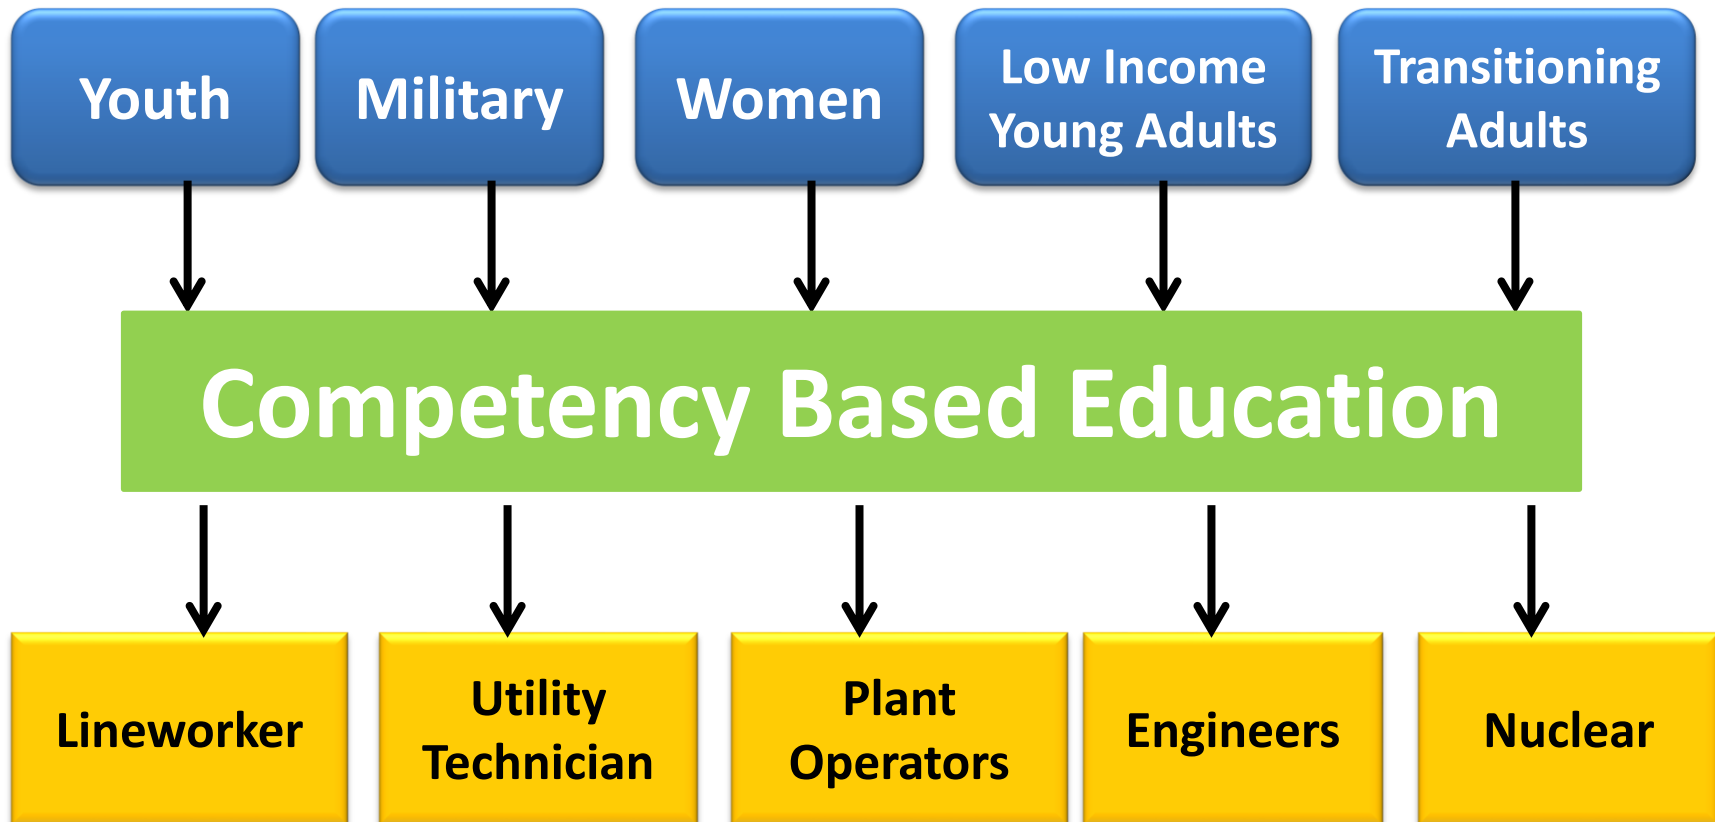 Youth
Military
Women
Low Income
Young Adults
Transitioning
Adults
Competency Based Education
Lineworker
Utility
Technician
Plant
Operators
Engineers
Nuclear